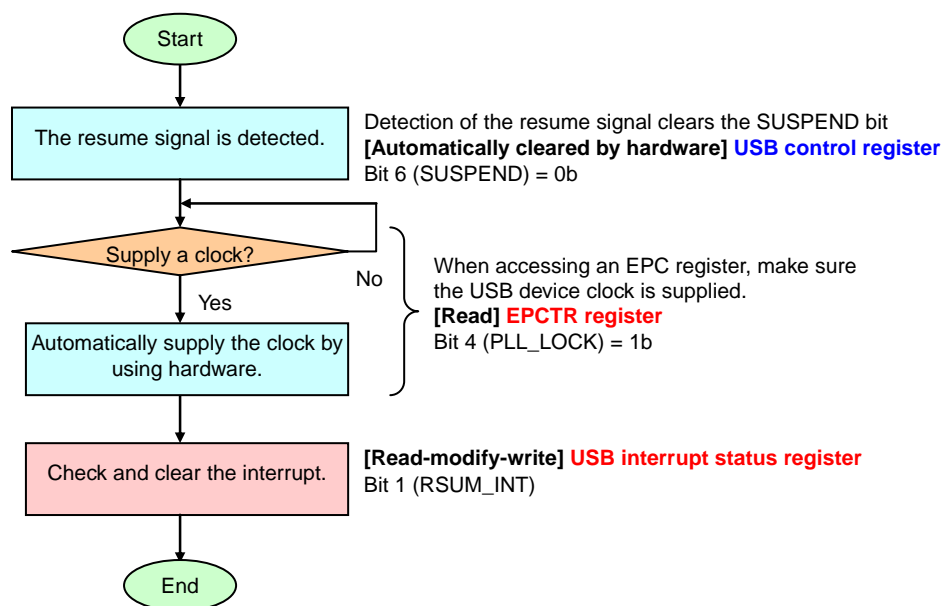 Start
The resume signal is detected.
Detection of the resume signal clears the SUSPEND bit
[Automatically cleared by hardware] USB control register
Bit 6 (SUSPEND) = 0b
Supply a clock?
No
Yes
When accessing an EPC register, make sure
the USB device clock is supplied.
[Read] EPCTR register
Bit 4 (PLL_LOCK) = 1b
Automatically supply the clock by
using hardware.
Check and clear the interrupt.
[Read-modify-write] USB interrupt status register
Bit 1 (RSUM_INT)
End